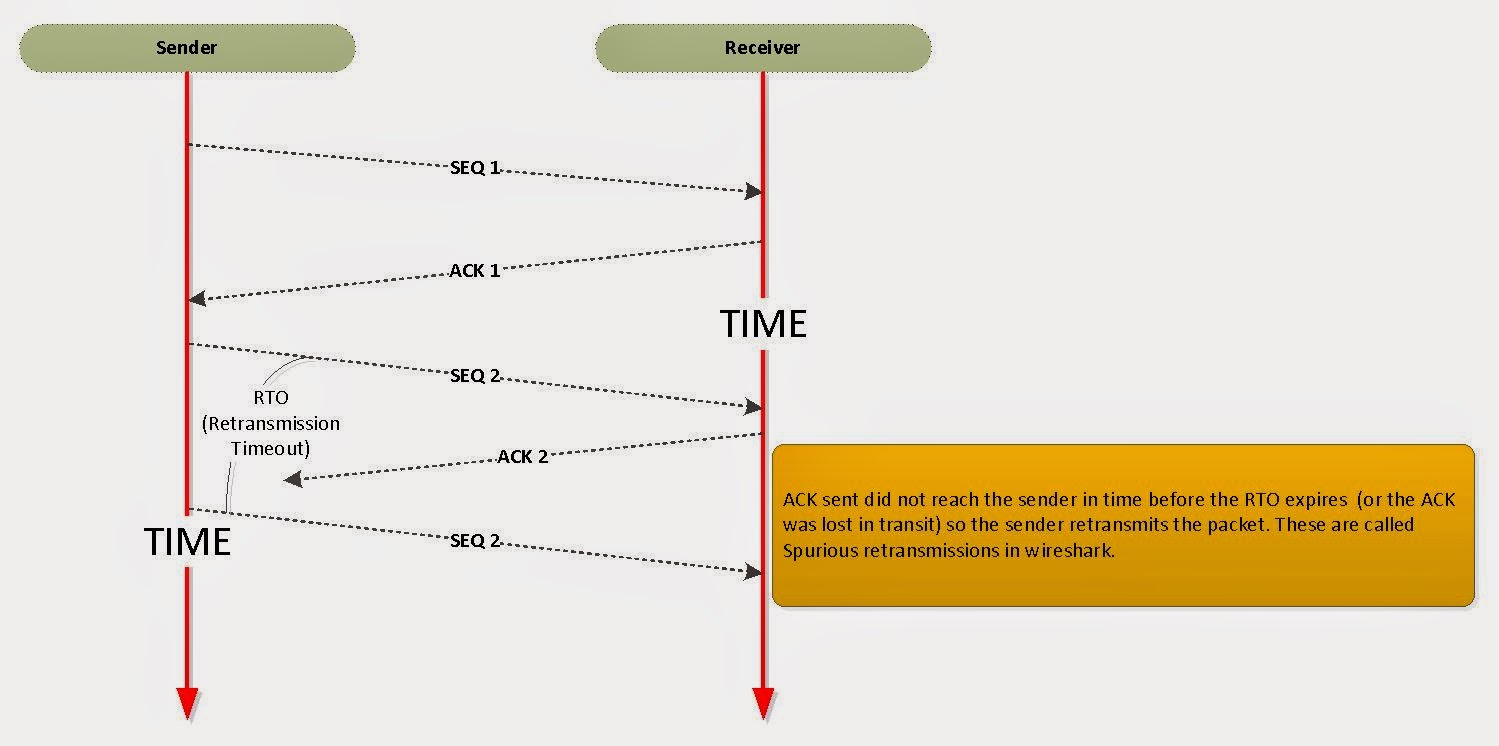 Sender
Receiver
SEQ 1
ACK 1
TIME
SEQ 2
RTO
(Retransmission
Timeout)
ACK 2
ACK sent did not reach the sender in time before the RTO expires (or the ACK
was lost in transit) so the sender retransmits the packet. These are called
Spurious retransmissions in wireshark.
TIME
SEQ 2